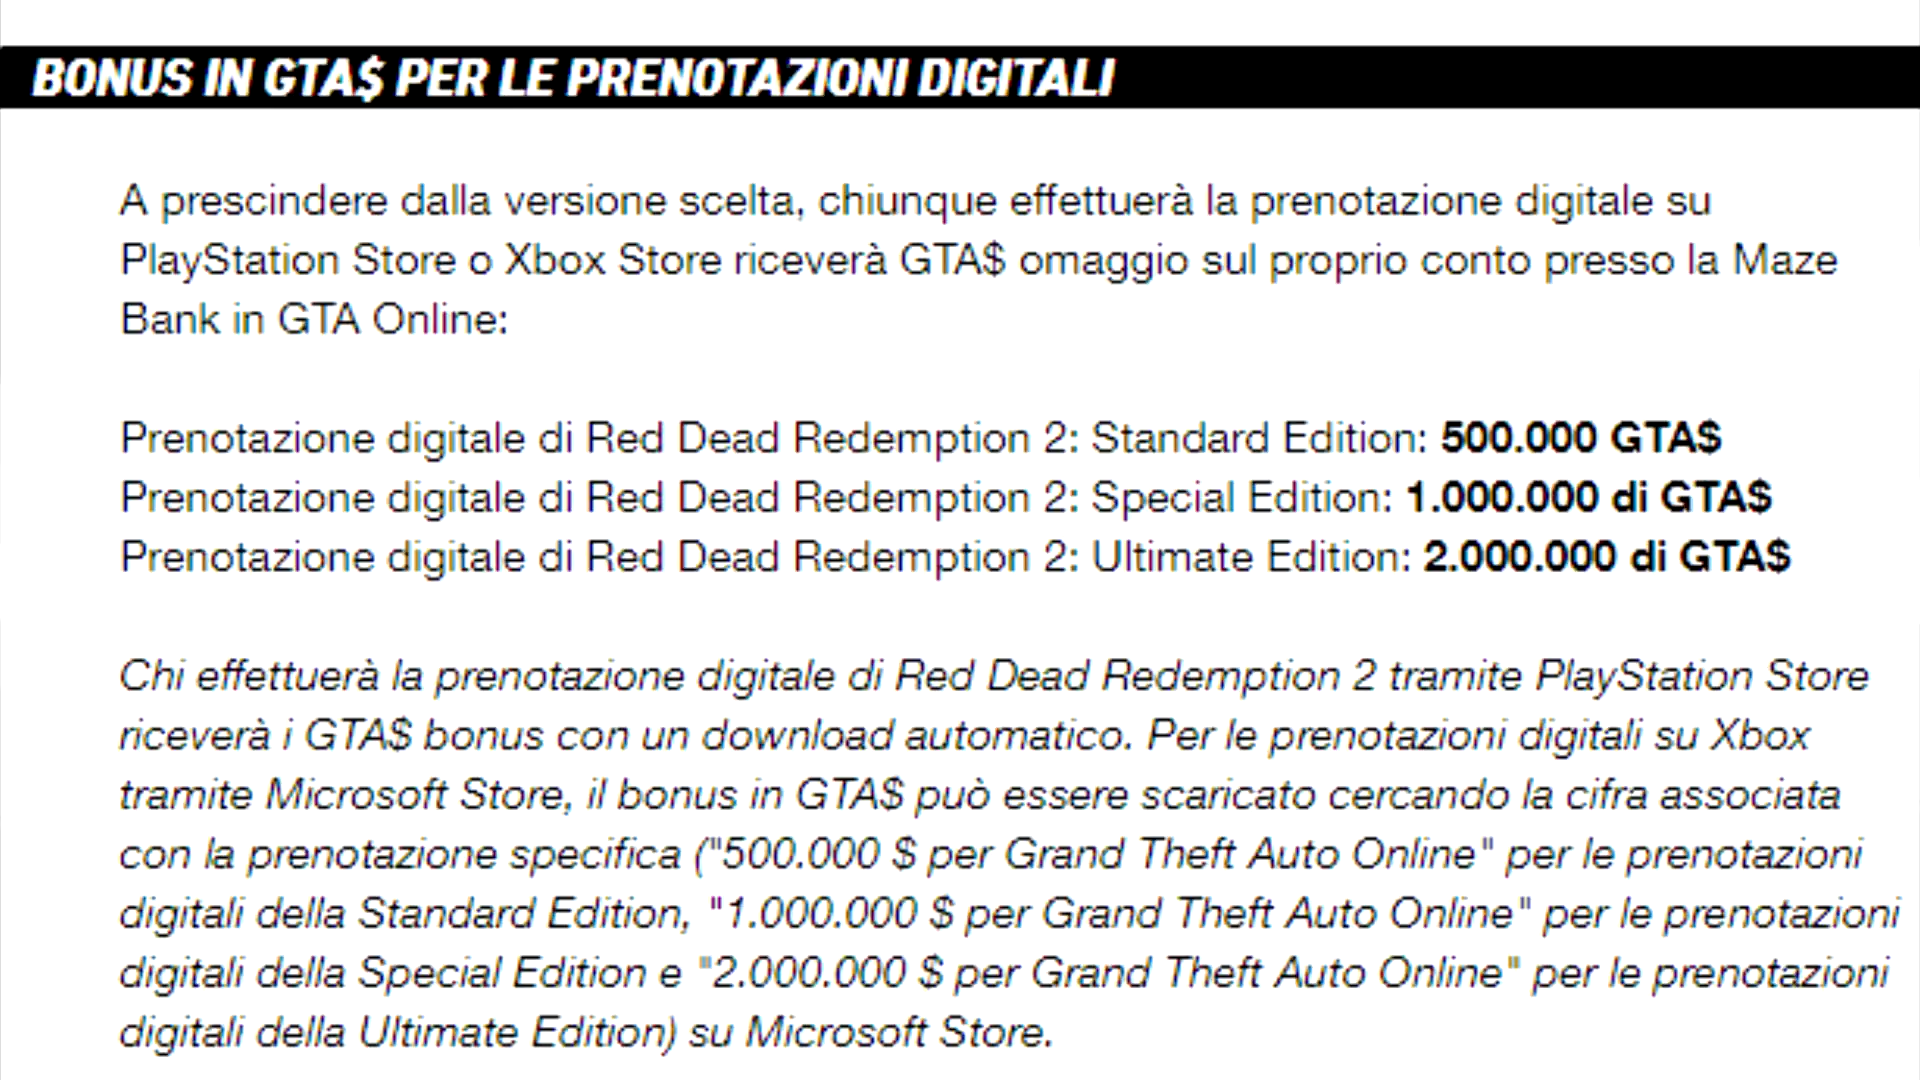 BONUS IN GTA$ PER LE PRENOTAZIONI DIGITALI
A prescindere dalla versione scelta, chiunque effettuerà la prenotazione digitale su
PlayStation Store o Xbox Store riceverà GTA$ omaggio sul proprio conto presso la Maze
Bank in GTA Online:
Prenotazione digitale di Red Dead Redemption 2: Standard Edition: 500.000 GTA$
Prenotazione digitale di Red Dead Redemption 2: Special Edition: 1.000.000 di GTA$
Prenotazione digitale di Red Dead Redemption 2: Ultimate Edition: 2.000.000 di GTA$
Chi effettuerà la prenotazione digitale di Red Dead Redemption 2 tramite PlayStation Store
riceverà i GTA$ bonus con un download automatico. Per le prenotazioni digitali su Xbox
tramite Microsoft Store, il bonus in GTA$ può essere scaricato cercando la cifra associata
con la prenotazione specifica ("500.000 $ per Grand Theft Auto Online" per le prenotazioni
digitali della Standard Edition, "1.000.000 $ per Grand Theft Auto Online" per le prenotazioni
digitali della Special Edition e "2.000.000 $ per Grand Theft Auto Online" per le prenotazioni
digitali della Ultimate Edition) su Microsoft Store.